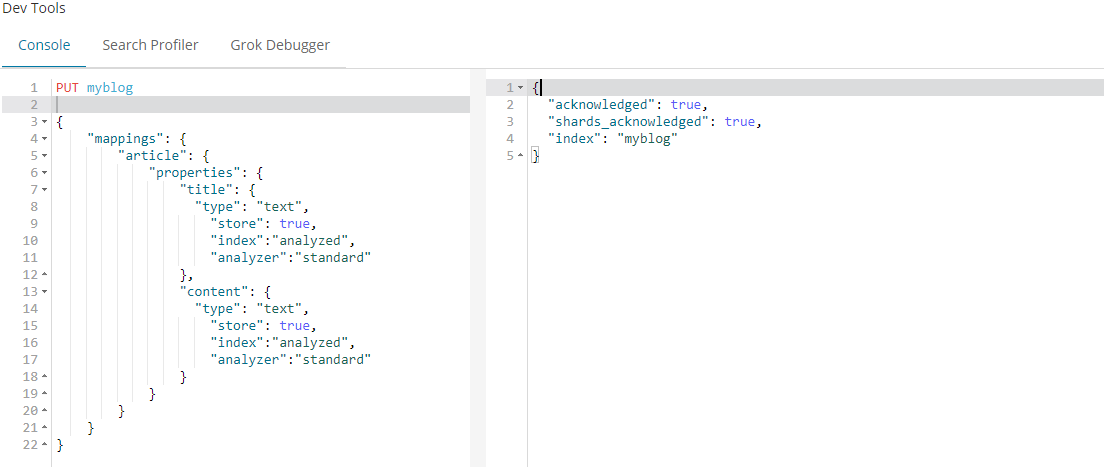 Dev Tools
Console Search Profiler Grok Debugger
1 PUT myblog
2
3 {
4 "mappings": {
5 "article": {
6 "properties": {
7 "title": {
8 "type": "text",
9 "store": true,
10 "index":"analyzed",
11 "analyzer":"standard"
12 },
13 "content": {
14 "type": "text",
15 "store": true,
16 "index":"analyzed",
17 "analyzer":"standard"
18 }
19 }
20 }
21 }
22 }
1 {
2 "acknowledged": true,
3 "shards_acknowledged": true,
4 "index": "myblog"
5 }